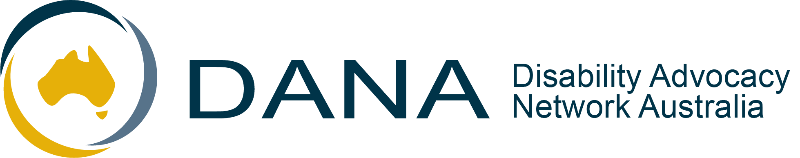 DANA
Disability Advocacy
Network Australia